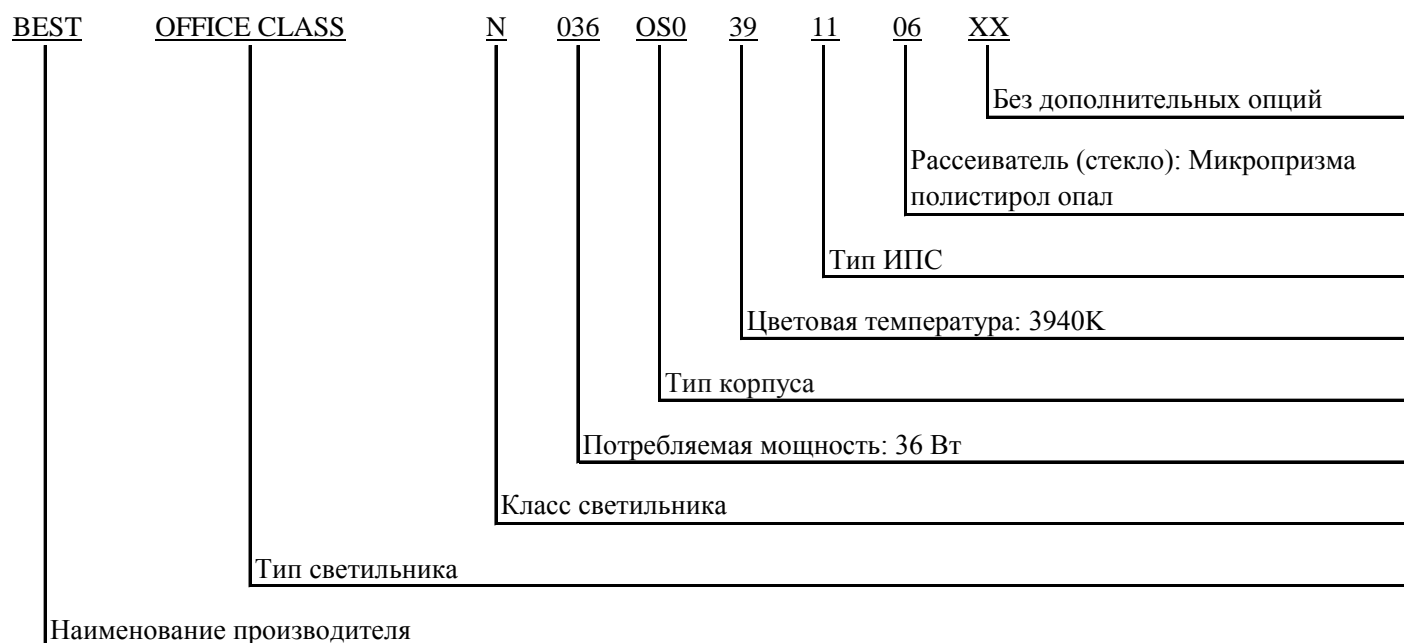 BEST OFFICE CLASS N 036 OS0 39 11 06 XX
Без дополнительных опций
Рассеиватель (стекло): Микропризма
полистирол опал
Тип ИПС
Цветовая температура: 3940K
Тип корпуса
Потребляемая мощность: 36 Вт
Класс светильника
Тип светильника
Наименование производителя